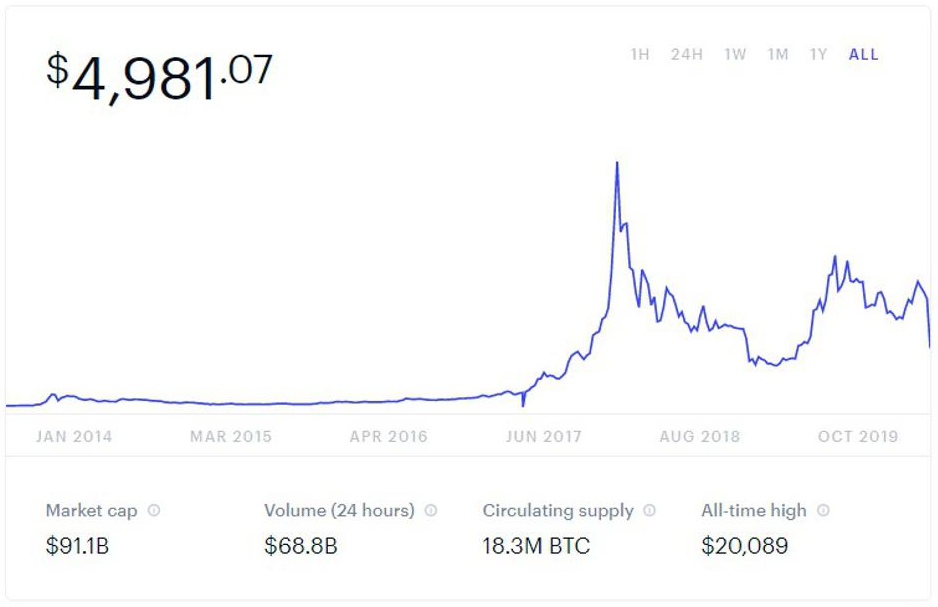 $4,981.07
1H 24H 1W 1M 1Y ALL
JAN 2014 MAR 2015 APR 2016 JUN 2017 AUG 2018 OCT 2019
Market cap Volume (24 hours) Circulating supply All-time high
$91.1B $68.8B 18.3M BTC $20,089